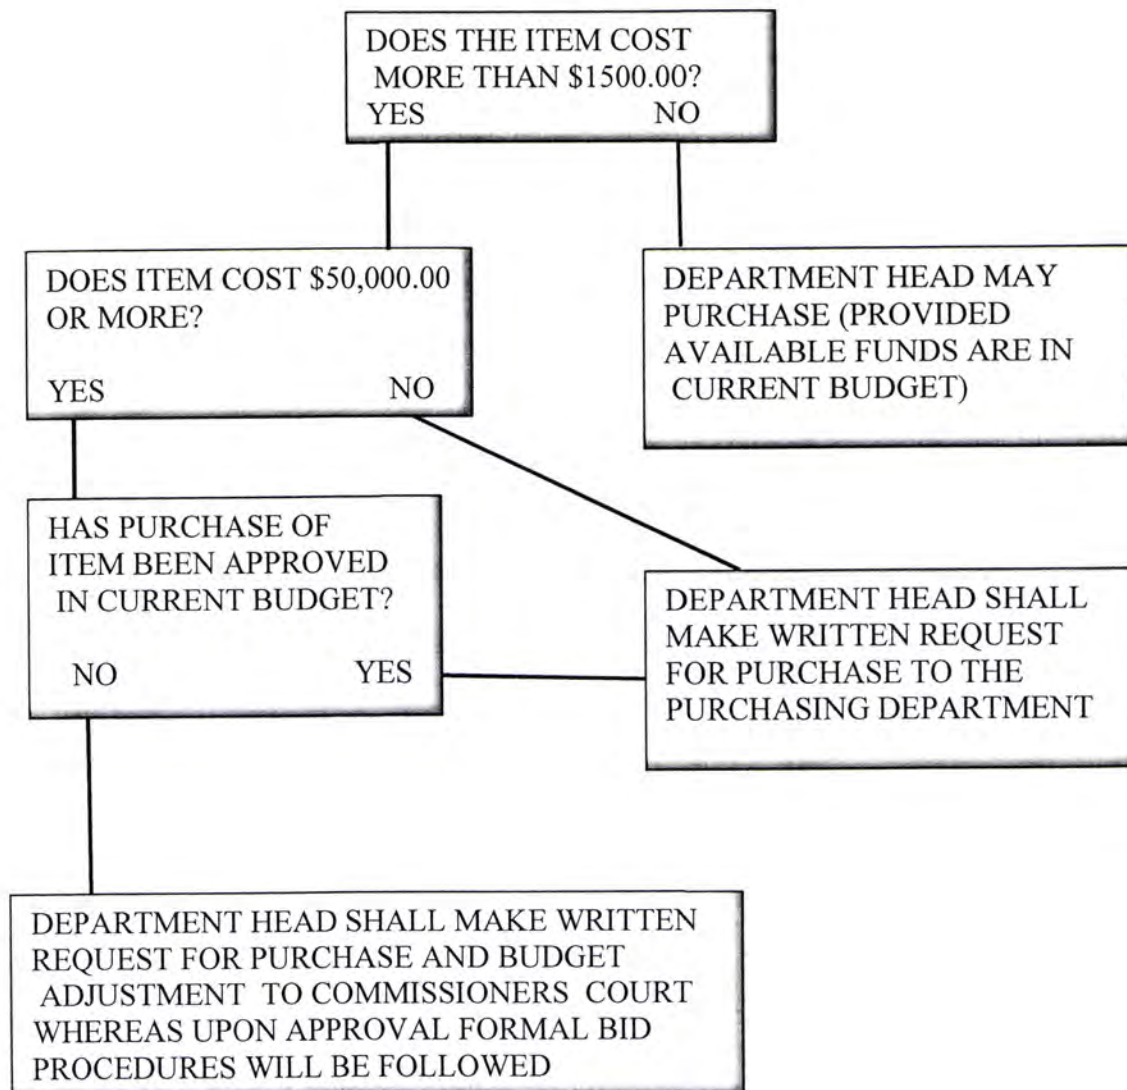 DOES THE ITEM COST
MORE THAN $1500.00?
YES NO
DOES ITEM COST $50,000.00
OR MORE?
YES NO
DEPARTMENT HEAD MAY
PURCHASE (PROVIDED
AVAILABLE FUNDS ARE IN
CURRENT BUDGET)
HAS PURCHASE OF
ITEM BEEN APPROVED
IN CURRENT BUDGET?
NO YES
DEPARTMENT HEAD SHALL
MAKE WRITTEN REQUEST
FOR PURCHASE TO THE
PURCHASING DEPARTMENT
DEPARTMENT HEAD SHALL MAKE WRITTEN
REQUEST FOR PURCHASE AND BUDGET
ADJUSTMENT TO COMMISSIONERS COURT
WHEREAS UPON APPROVAL FORMAL BID
PROCEDURES WILL BE FOLLOWED